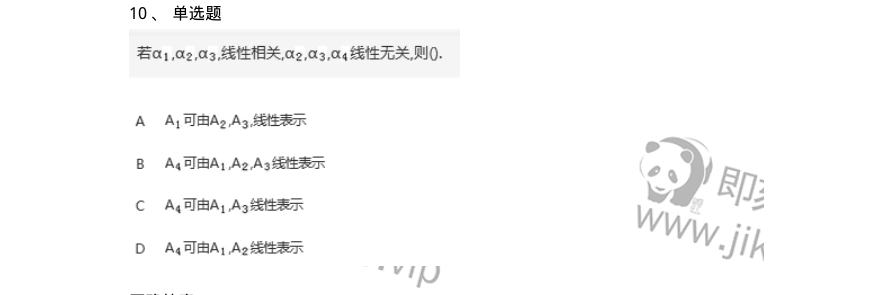 10 、 单选题
若α₁,α₂,α₃,线性相关,α₂,α₃,α₄线性无关,则().
A A₁可由A₂,A₃,线性表示
B A₄可由A₁,A₂,A₃线性表示
C A₄可由A₁,A₃线性表示
D A₄可由A₁,A₂线性表示
即
www.jik